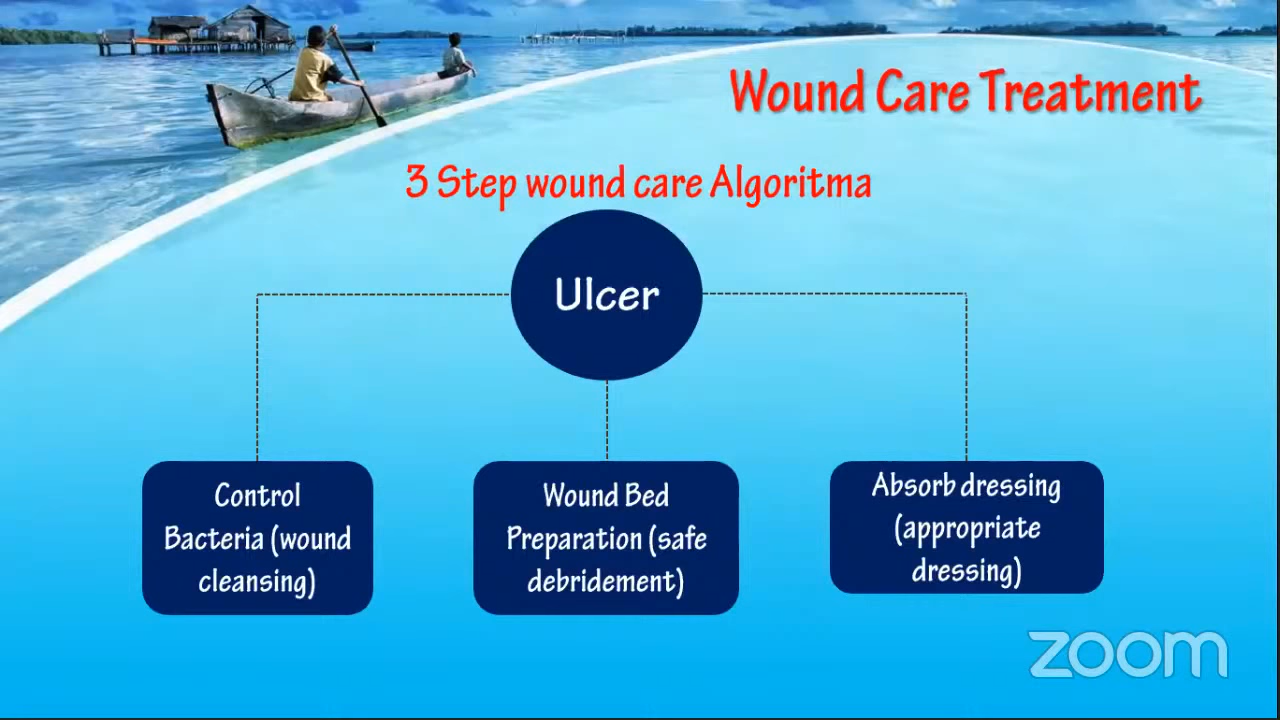 Wound Care Treatment
3 Step wound care Algoritma
Ulcer
Control
Bacteria (wound
cleansing)
Wound Bed
Preparation (safe
debridement)
Absorb dressing
(appropriate
dressing)
zoom